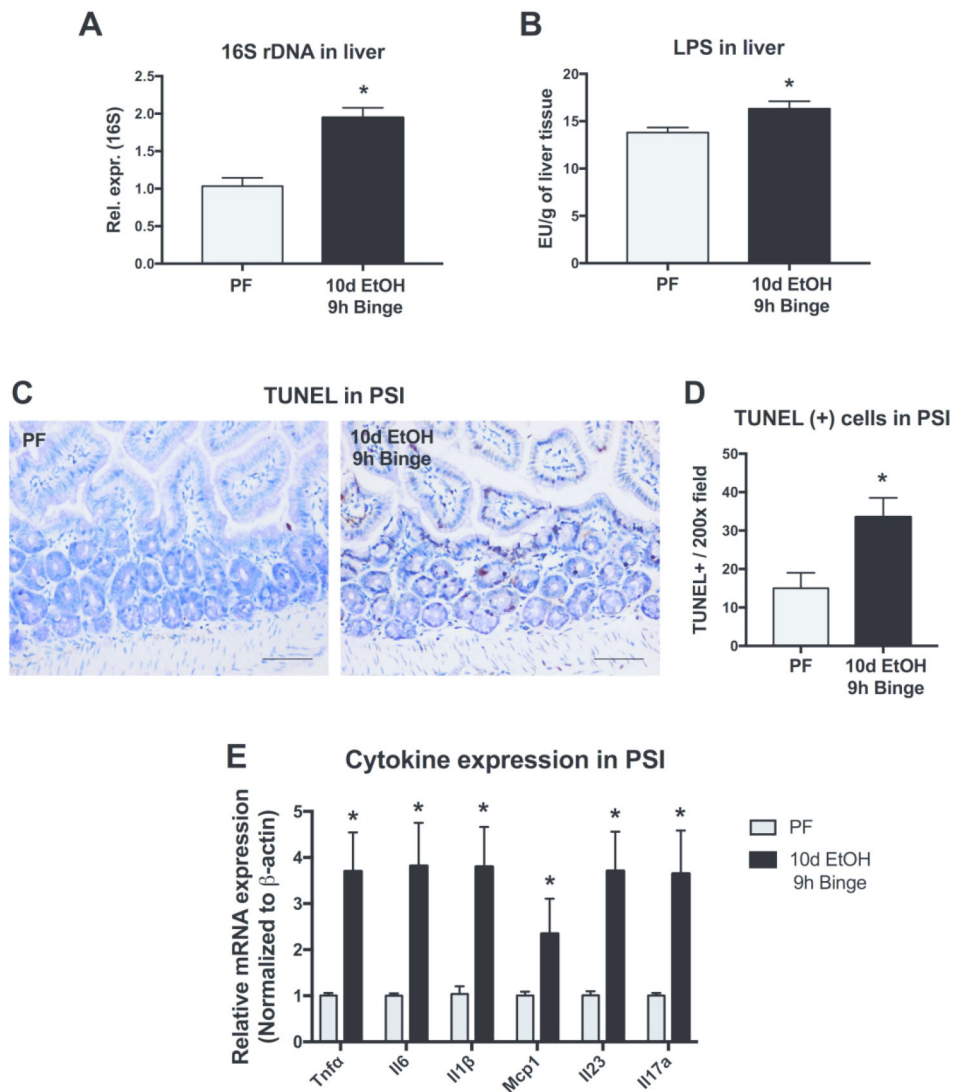 A
16S rDNA in liver
Rel. expr. (16S)
2.5
2.0
1.5
1.0
0.5
0.0
*
PF
10d EtOH
9h Binge
B
LPS in liver
EU/g of liver tissue
20
15
10
5
0
*
PF
10d EtOH
9h Binge
C
TUNEL in PSI
PF
10d EtOH
9h Binge
D
TUNEL (+) cells in PSI
TUNEL+ / 200x field
50
40
30
20
10
0
*
PF
10d EtOH
9h Binge
E
Cytokine expression in PSI
Relative mRNA expression
(Normalized to β-actin)
5
4
3
2
1
0
* * * * * *
Tnfα Il6 Il1β Mcp1 Il23 Il17a
PF
10d EtOH
9h Binge